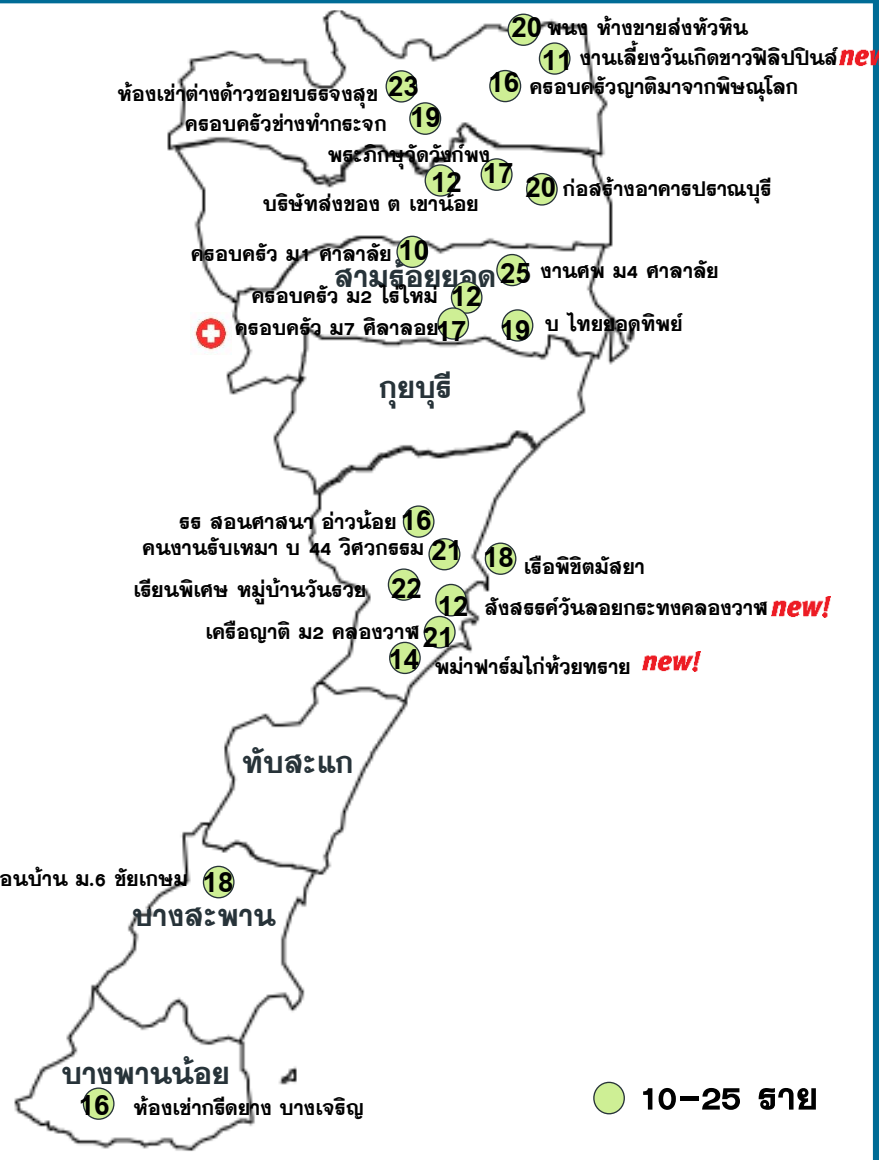 20 พนง ห้างขายส่งหัวหิน
11 งานเลี้ยงวันเกิดชาวฟิลิปปินส์ new
ห้องเช่าต่างด้าวซอยบรรจงสุข 23
16 ครอบครัวญาติมาจากพิษณุโลก
ครอบครัวช่างทำกระจก 19
พระภิกษุวัดวังก์พง 17
บริษัทส่งของ ต เขาน้อย 12
20 ก่อสร้างอาคารปราณบุรี
ครอบครัว ม1 ศาลาลัย 10
สามร้อยยอด
25 งานศพ ม4 ศาลาลัย
ครอบครัว ม2 ไร่ใหม่ 12
ครอบครัว ม7 ศิลาลอย 17
19 บ ไทยยอดทิพย์
กุยบุรี
รร สอนศาสนา อ่าวน้อย 16
คนงานรับเหมา บ 44 วิศวกรรม 21
18 เรือพิชิตมัสยา
เรียนพิเศษ หมู่บ้านวันรวย 22
12 สังสรรค์วันลอยกระทงคลองวาฬ new!
เครือญาติ ม2 คลองวาฬ 21
14 พม่าฟาร์มไก่ห้วยทราย new!
ทับสะแก
อนบ้าน ม.6 ชัยเกษม 18
บางสะพาน
บางพานน้อย
16 ห้องเช่ากรีดยาง บางเจริญ
10-25 ราย